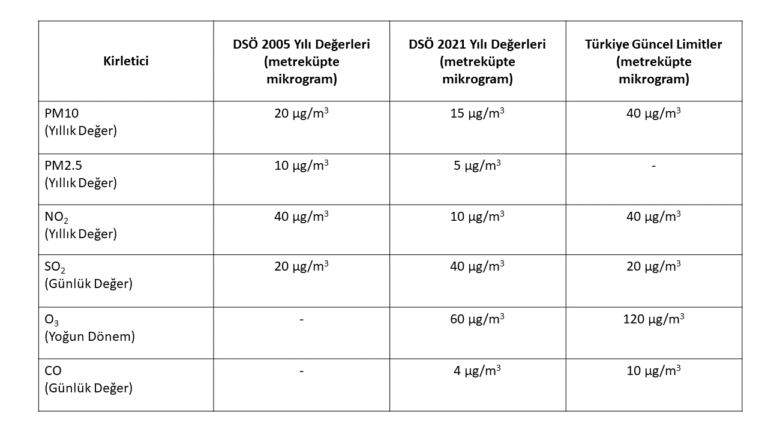 Kirletici
DSÖ 2005 Yılı Değerleri
(metreküpte
mikrogram)
DSÖ 2021 Yılı Değerleri
(metreküpte
mikrogram)
Türkiye Güncel Limitler
(metreküpte
mikrogram)
PM10
(Yıllık Değer)
20 µg/m³
15 µg/m³
40 µg/m³
PM2.5
(Yıllık Değer)
10 µg/m³
5 µg/m³
-
NO₂
(Yıllık Değer)
40 µg/m³
10 µg/m³
40 µg/m³
SO₂
(Günlük Değer)
20 µg/m³
40 µg/m³
20 µg/m³
O₃
(Yoğun Dönem)
-
60 µg/m³
120 µg/m³
CO
(Günlük Değer)
-
4 µg/m³
10 µg/m³